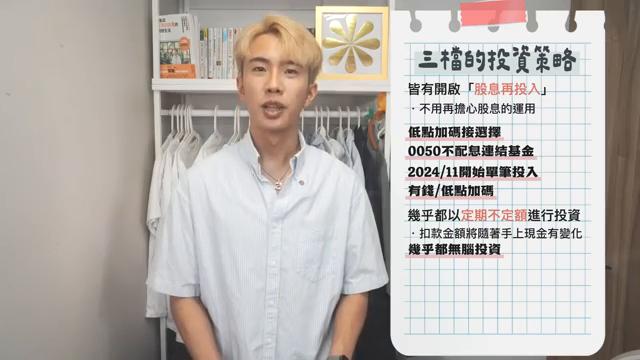 三檔的投資策略
皆有開啟「股息再投入」
・不用再擔心股息的運用
低點加碼接選擇
0050不配息連結基金
2024/11開始單筆投入
有錢/低點加碼
幾乎都以定期不定額進行投資
・扣款金額將隨著手上現金有變化
幾乎都無腦投資